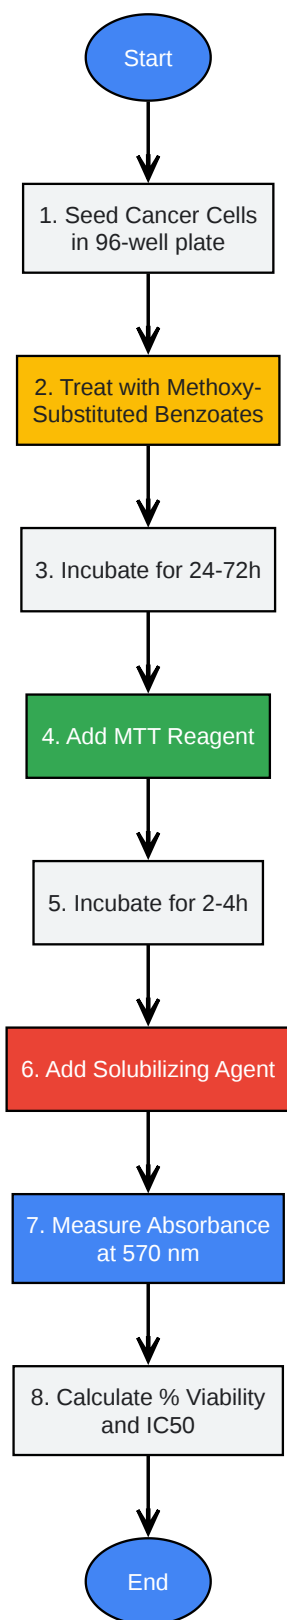 Start
1. Seed Cancer Cells
in 96-well plate
2. Treat with Methoxy-
Substituted Benzoates
3. Incubate for 24-72h
4. Add MTT Reagent
5. Incubate for 2-4h
6. Add Solubilizing Agent
7. Measure Absorbance
at 570 nm
8. Calculate % Viability
and IC50
End